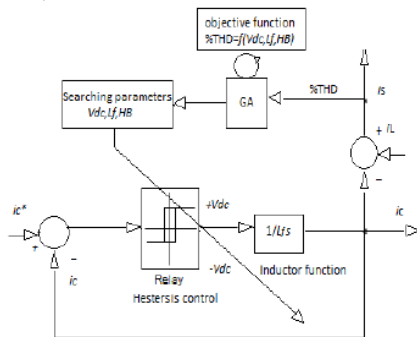 objective function
%THD=f(Vdc,Lf,HB)
Searching parameters
Vdc,Lf,HB
GA
%THD
Is
+ IL
−
ic*
+
−
ic
+Vdc
-Vdc
1/Lfs
ic
Relay
Hestersis control
Inductor function